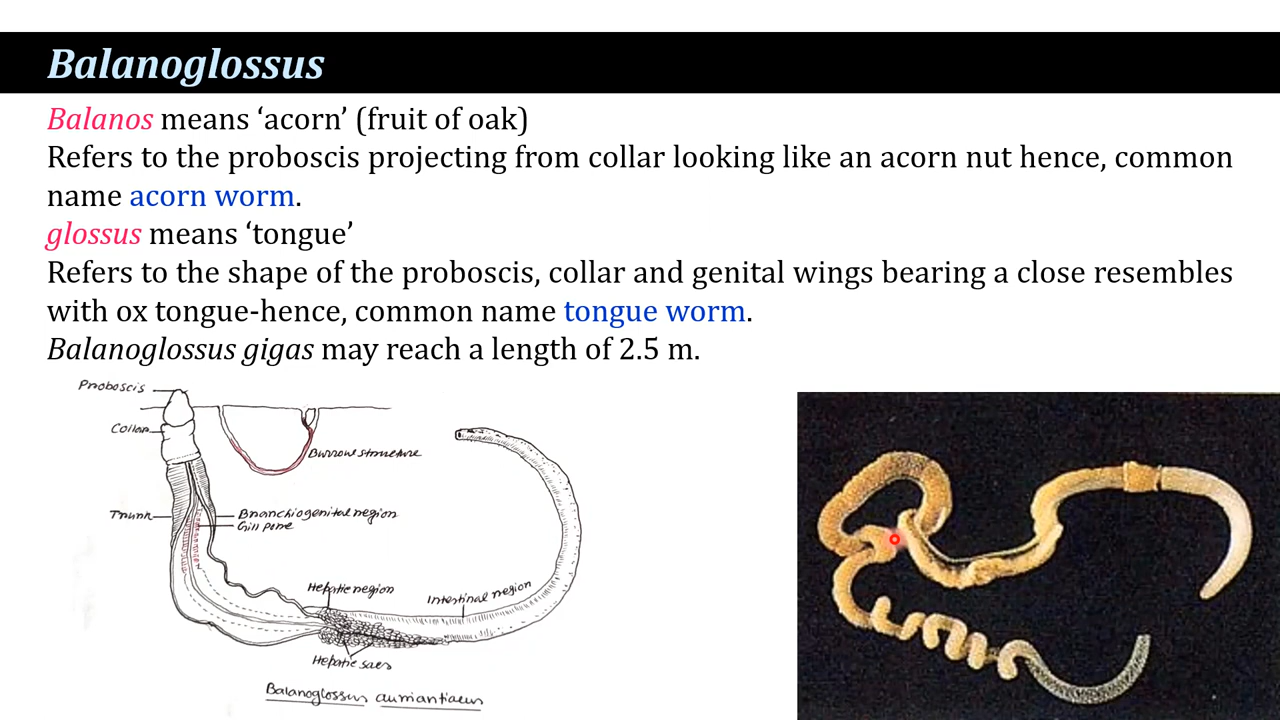 Balanoglossus
Balanos means ‘acorn’ (fruit of oak)
Refers to the proboscis projecting from collar looking like an acorn nut hence, common
name acorn worm.
glossus means ‘tongue’
Refers to the shape of the proboscis, collar and genital wings bearing a close resembles
with ox tongue-hence, common name tongue worm.
Balanoglossus gigas may reach a length of 2.5 m.
Proboscis
Collar
Burrow structure
Trunk
Branchiogenital region
Gill pore
Hepatic region
Intestinal region
Hepatic sacs
Balanoglossus